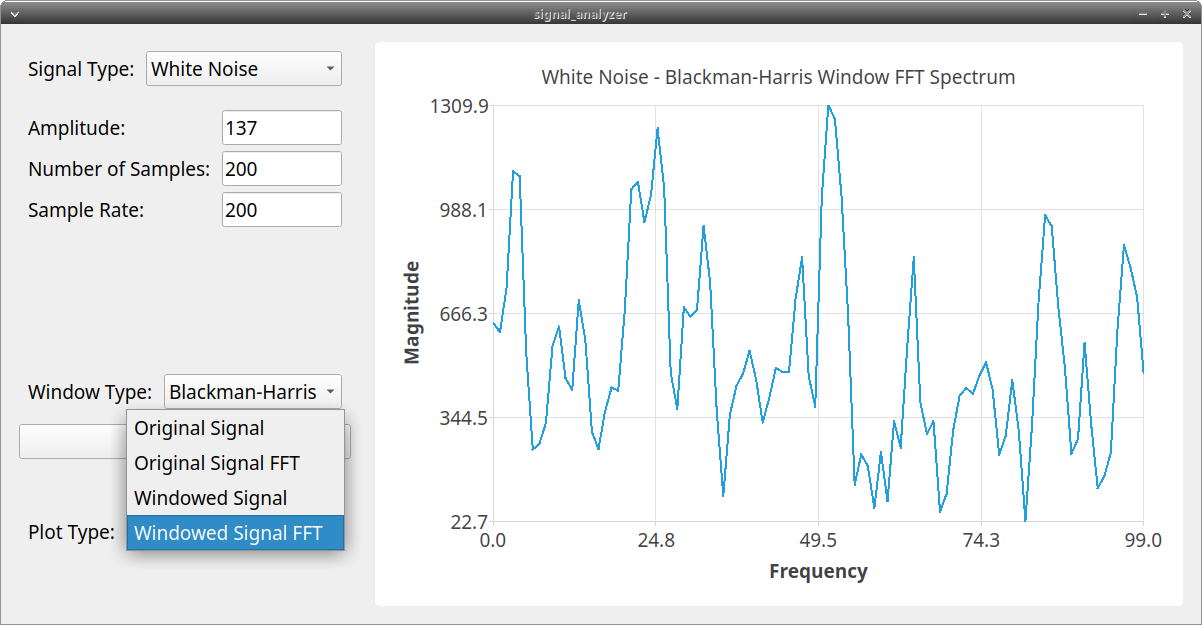 signal_analyzer
Signal Type: White Noise
Amplitude: 137
Number of Samples: 200
Sample Rate: 200
Window Type: Blackman-Harris
Original Signal
Original Signal FFT
Windowed Signal
Plot Type: Windowed Signal FFT
White Noise - Blackman-Harris Window FFT Spectrum
1309.9
988.1
666.3
344.5
22.7
Magnitude
0.0 24.8 49.5 74.3 99.0
Frequency